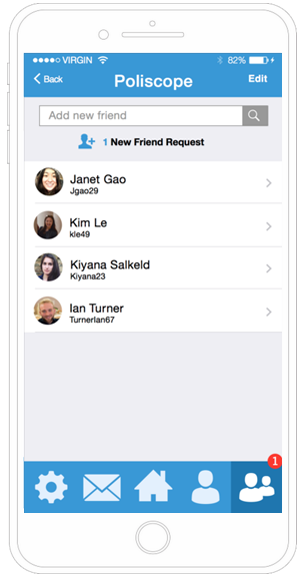 VIRGIN 82%
Back Poliscope Edit
Add new friend
1 New Friend Request
Janet Gao
Jgao29
Kim Le
kle49
Kiyana Salkeld
Kiyana23
Ian Turner
TurnerIan67
1